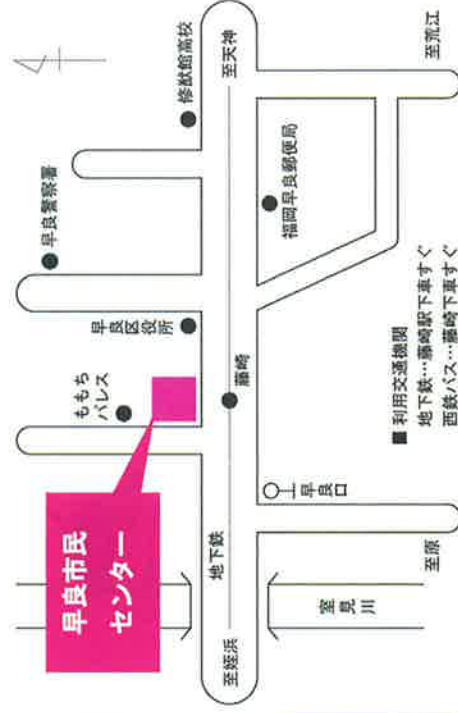 早良市民
センター
ももち
パレス
早良区役所
早良警察署
修猷館高校
至姪浜
地下鉄
藤崎
至天神
室見川
至原
早良口
福岡早良郵便局
至荒江
■ 利用交通機関
地下鉄…藤崎駅下車すぐ
西鉄バス…藤崎下車すぐ